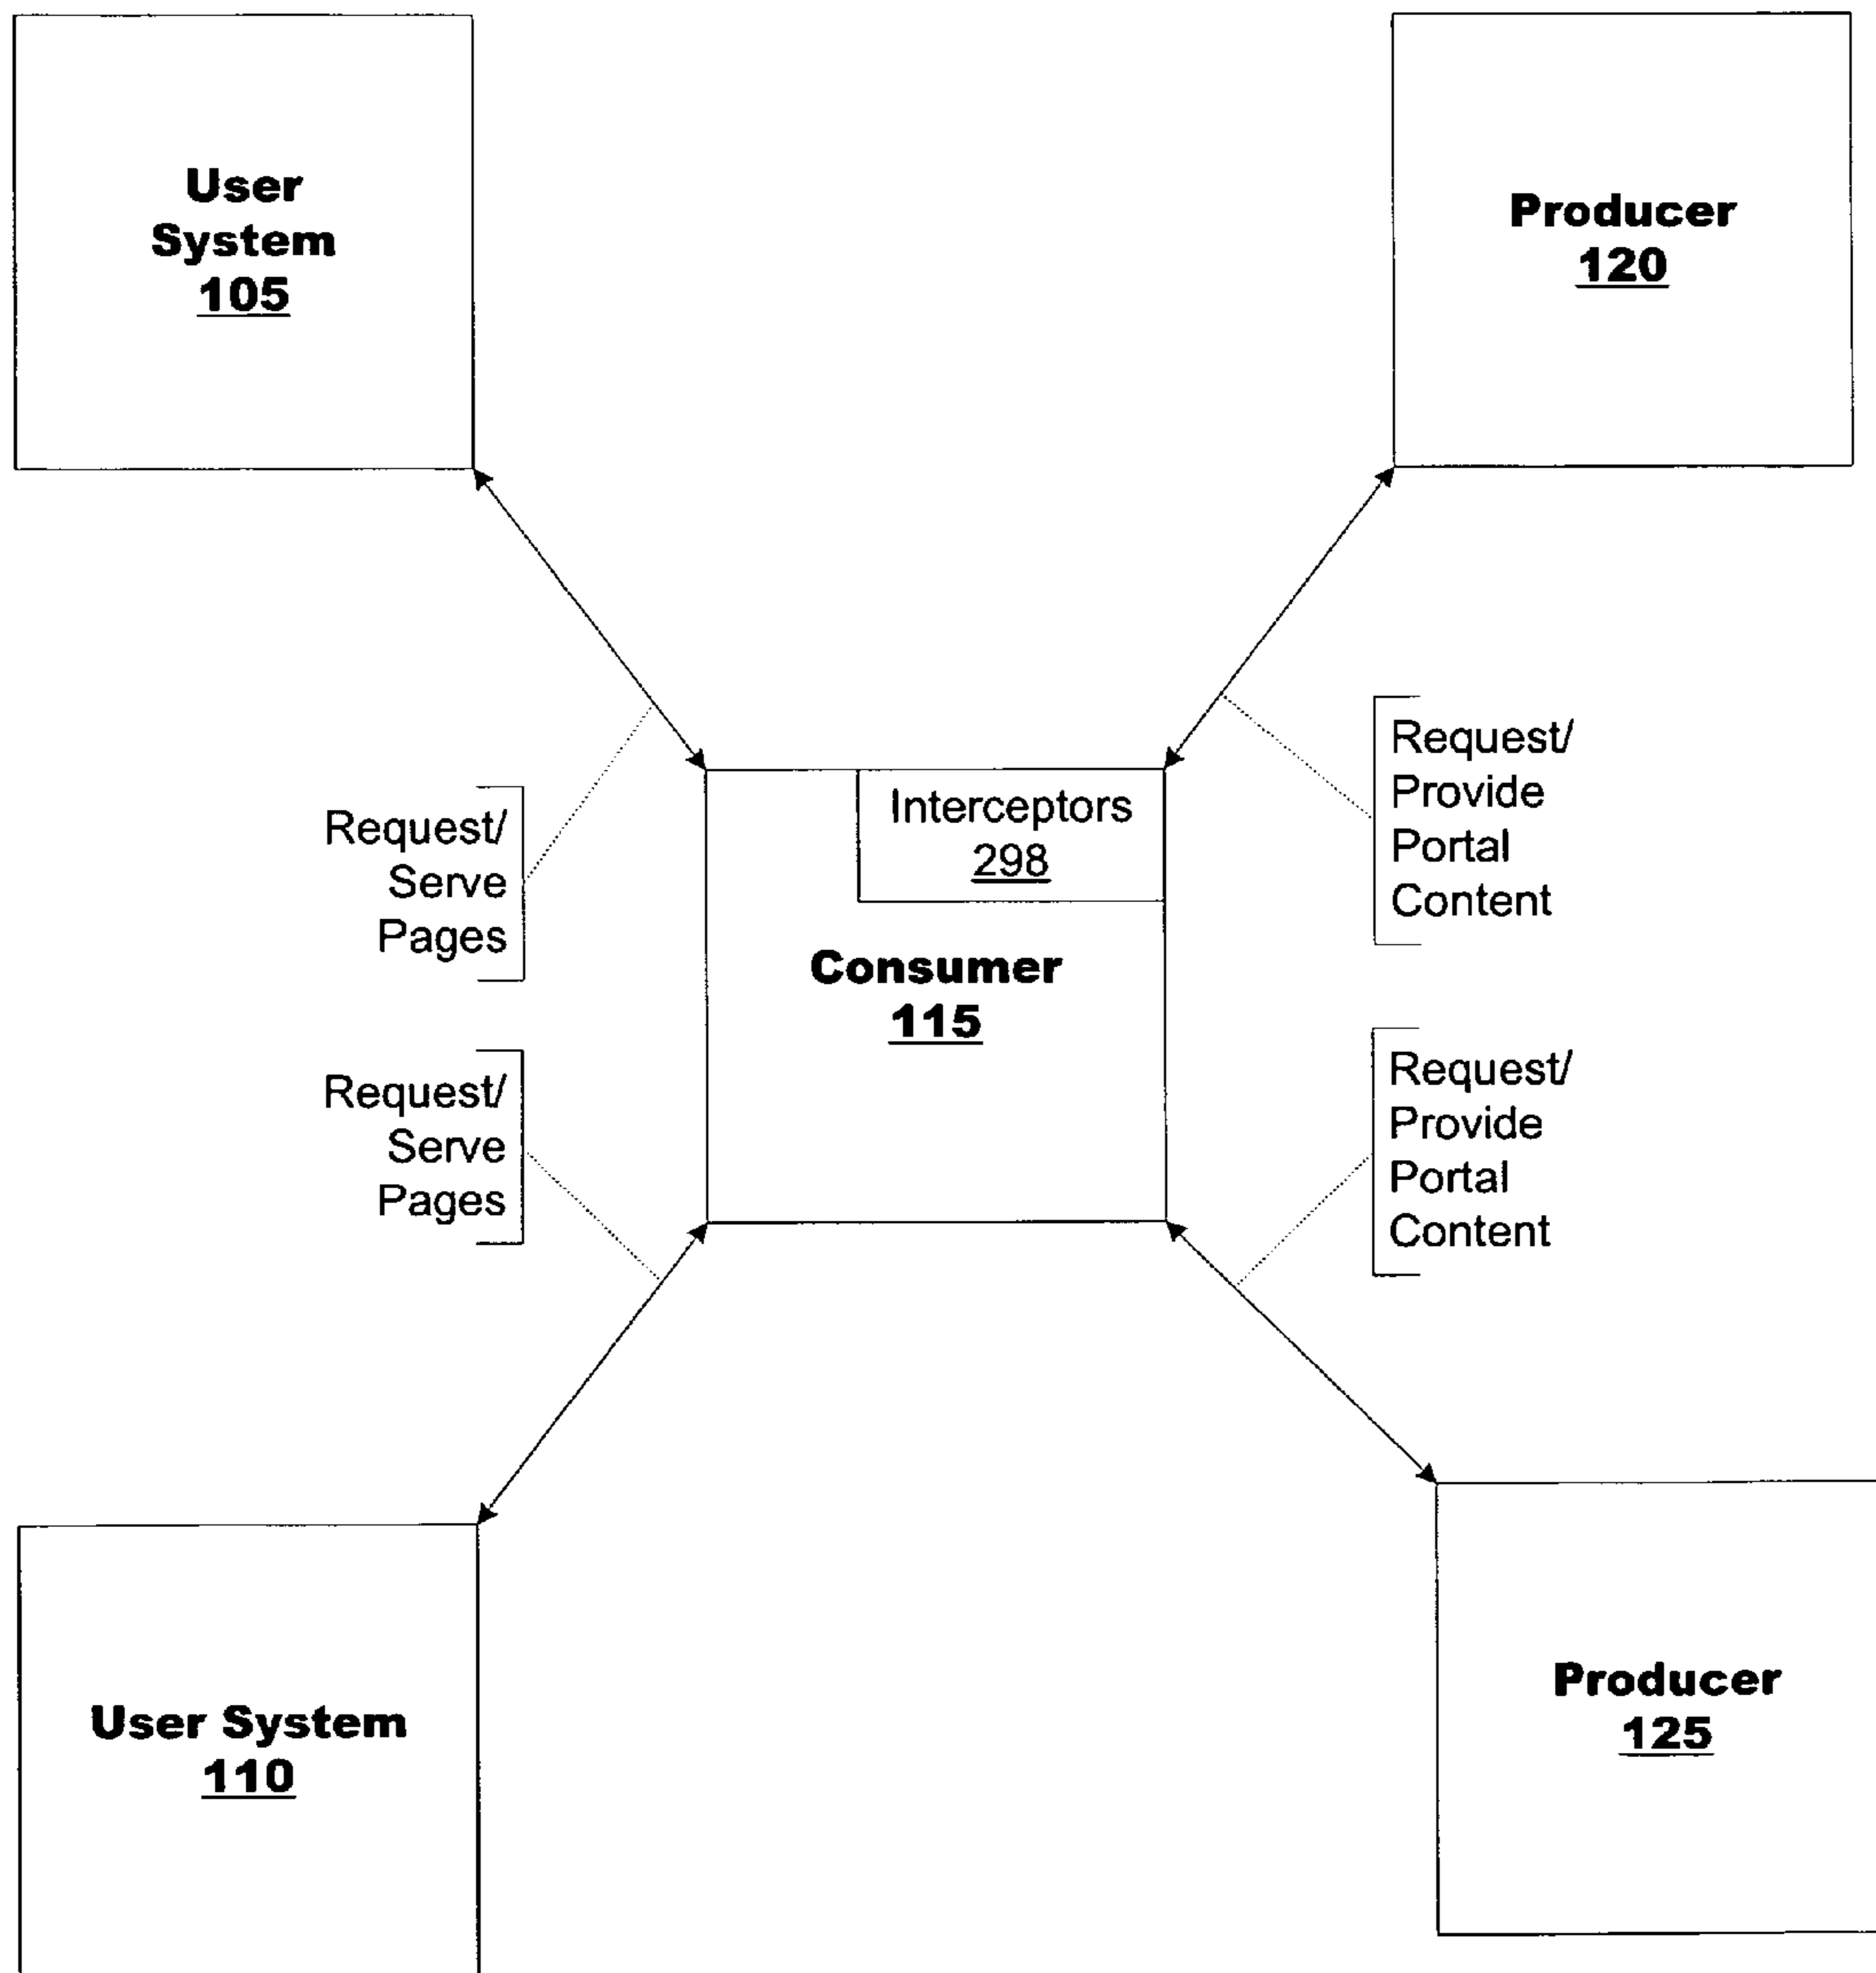 User
System
105
Producer
120
Request/
Serve
Pages
Interceptors
298
Consumer
115
Request/
Provide
Portal
Content
Request/
Serve
Pages
Request/
Provide
Portal
Content
User System
110
Producer
125